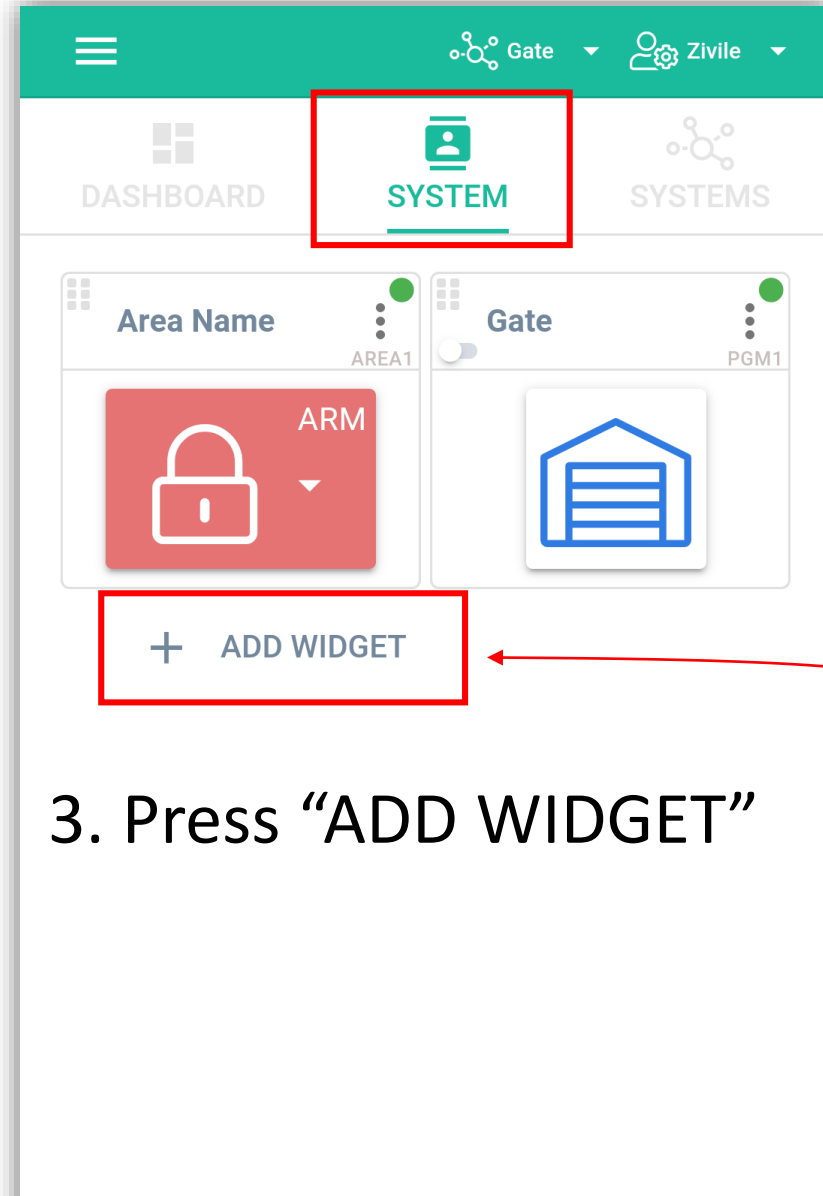 Gate Zivile
DASHBOARD SYSTEM SYSTEMS
Area Name
AREA1
Gate
PGM1
ARM
+ ADD WIDGET
3. Press “ADD WIDGET”